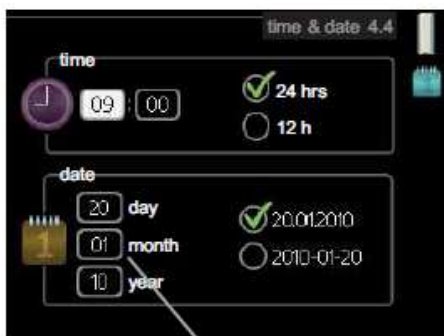 time & date 4.4
time
09 : 00
24 hrs
12 h
date
20 day
01 month
10 year
20.01.2010
2010-01-20
1